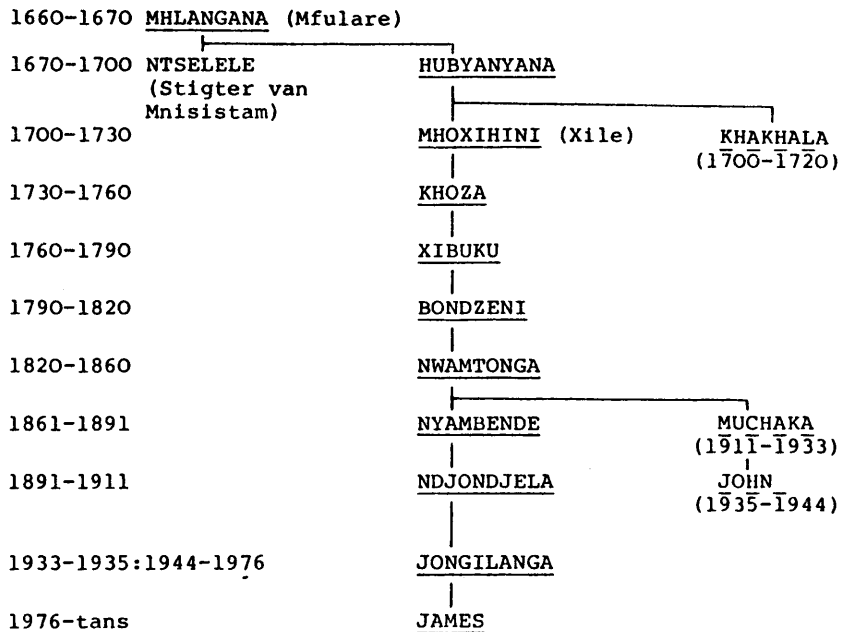 1660-1670 MHLANGANA (Mfulare)
1670-1700 NTSELELE HUBYANYANA
(Stigter van
Mnisistam)
1700-1730 MHOXIHINI (Xile) KHAKHALA
(1700-1720)
1730-1760 KHOZA
1760-1790 XIBUKU
1790-1820 BONDZENI
1820-1860 NWAMTONGA
1861-1891 NYAMBENDE MUCHAKA
(1911-1933)
1891-1911 NDJONDJELA JOHN
(1935-1944)
1933-1935:1944-1976 JONGILANGA
1976-tans JAMES